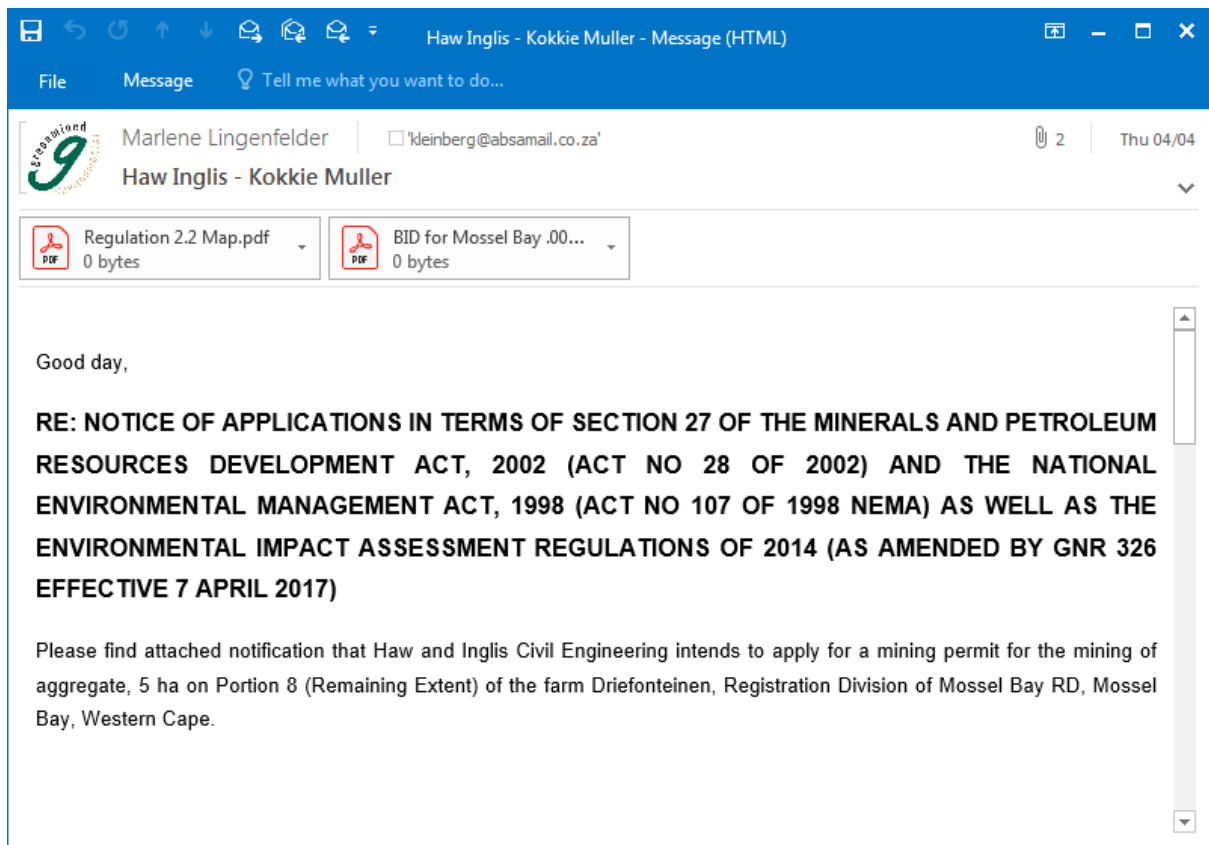 Haw Inglis - Kokkie Muller - Message (HTML)
File Message Tell me what you want to do...
Marlene Lingenfelder 'kleinberg@absamail.co.za' 2 Thu 04/04
Haw Inglis - Kokkie Muller
Regulation 2.2 Map.pdf
0 bytes
BID for Mossel Bay .00...
0 bytes
Good day,
RE: NOTICE OF APPLICATIONS IN TERMS OF SECTION 27 OF THE MINERALS AND PETROLEUM
RESOURCES DEVELOPMENT ACT, 2002 (ACT NO 28 OF 2002) AND THE NATIONAL
ENVIRONMENTAL MANAGEMENT ACT, 1998 (ACT NO 107 OF 1998 NEMA) AS WELL AS THE
ENVIRONMENTAL IMPACT ASSESSMENT REGULATIONS OF 2014 (AS AMENDED BY GNR 326
EFFECTIVE 7 APRIL 2017)
Please find attached notification that Haw and Inglis Civil Engineering intends to apply for a mining permit for the mining of
aggregate, 5 ha on Portion 8 (Remaining Extent) of the farm Driefonteinen, Registration Division of Mossel Bay RD, Mossel
Bay, Western Cape.